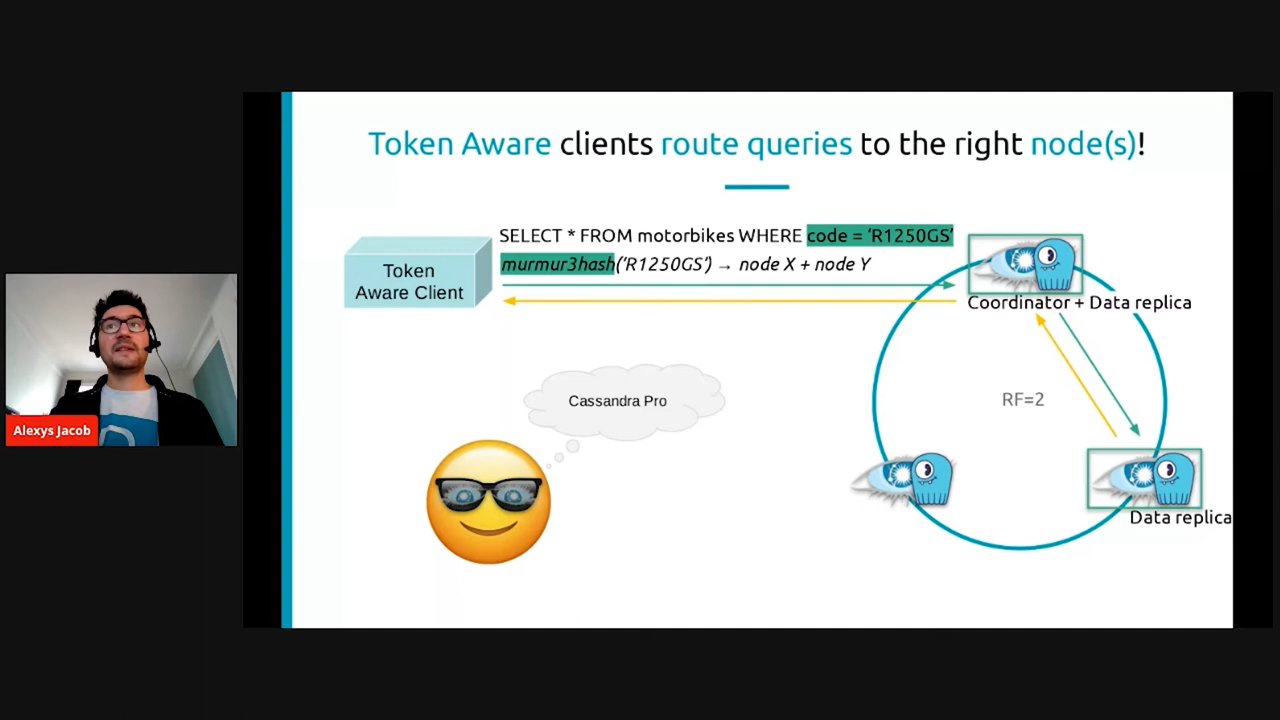 Token Aware clients route queries to the right node(s)!
SELECT * FROM motorbikes WHERE code = ‘R1250GS’
murmur3hash(‘R1250GS’) → node X + node Y
Token
Aware Client
Coordinator + Data replica
Cassandra Pro
RF=2
Alexys Jacob
Data replica